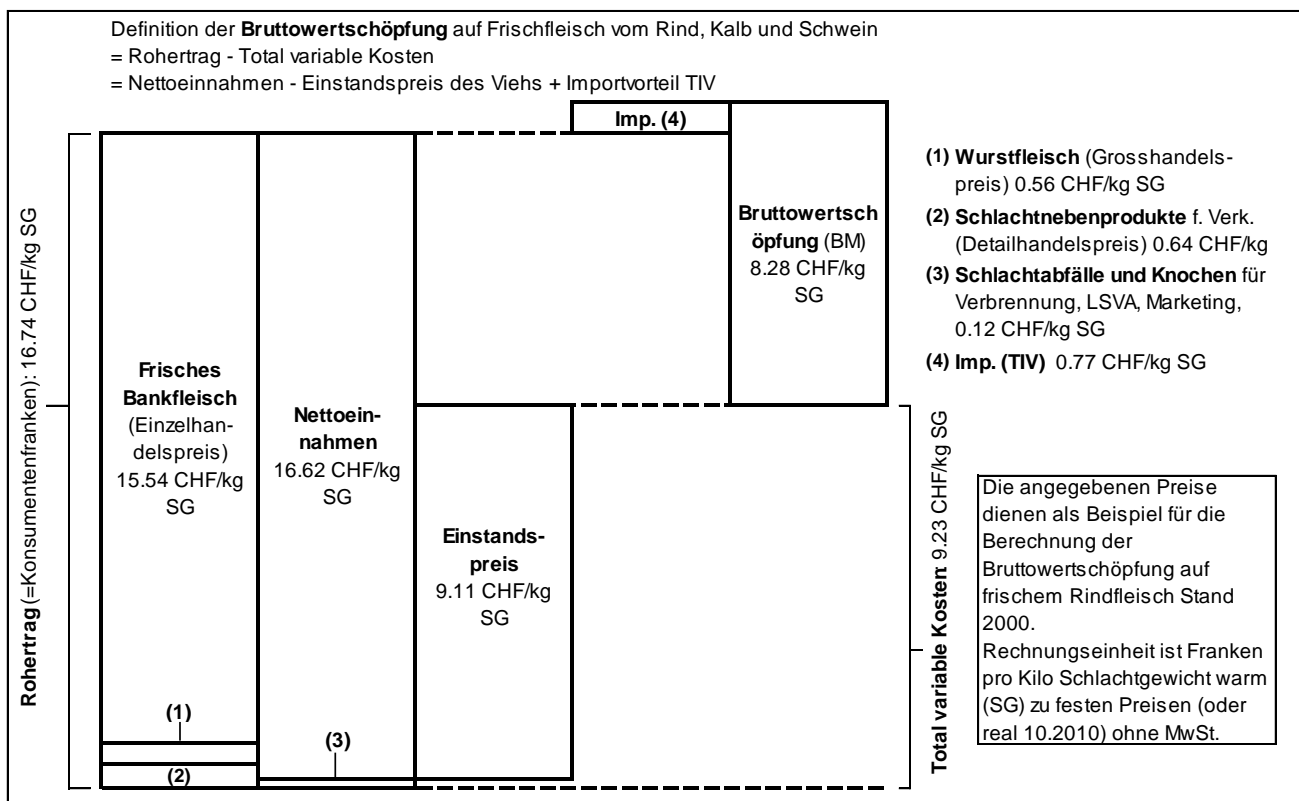 Definition der Bruttowertschöpfung auf Frischfleisch vom Rind, Kalb und Schwein
= Rohertrag - Total variable Kosten
= Nettoeinnahmen - Einstandspreis des Viehs + Importvorteil TIV
Rohertrag (=Konsumentenfranken): 16.74 CHF/kg SG
Frisches
Bankfleisch
(Einzelhan-
delspreis)
15.54 CHF/kg
SG
(1)
(2)
Nettoein-
nahmen
16.62 CHF/kg
SG
(3)
Einstands-
preis
9.11 CHF/kg
SG
Imp. (4)
Bruttowertsch
öpfung (BM)
8.28 CHF/kg
SG
Total variable Kosten: 9.23 CHF/kg SG
(1) Wurstfleisch (Grosshandels-
preis) 0.56 CHF/kg SG
(2) Schlachtnebenprodukte f. Verk.
(Detailhandelspreis) 0.64 CHF/kg
(3) Schlachtabfälle und Knochen für
Verbrennung, LSVA, Marketing,
0.12 CHF/kg SG
(4) Imp. (TIV) 0.77 CHF/kg SG
Die angegebenen Preise
dienen als Beispiel für die
Berechnung der
Bruttowertschöpfung auf
frischem Rindfleisch Stand
2000.
Rechnungseinheit ist Franken
pro Kilo Schlachtgewicht warm
(SG) zu festen Preisen (oder
real 10.2010) ohne MwSt.